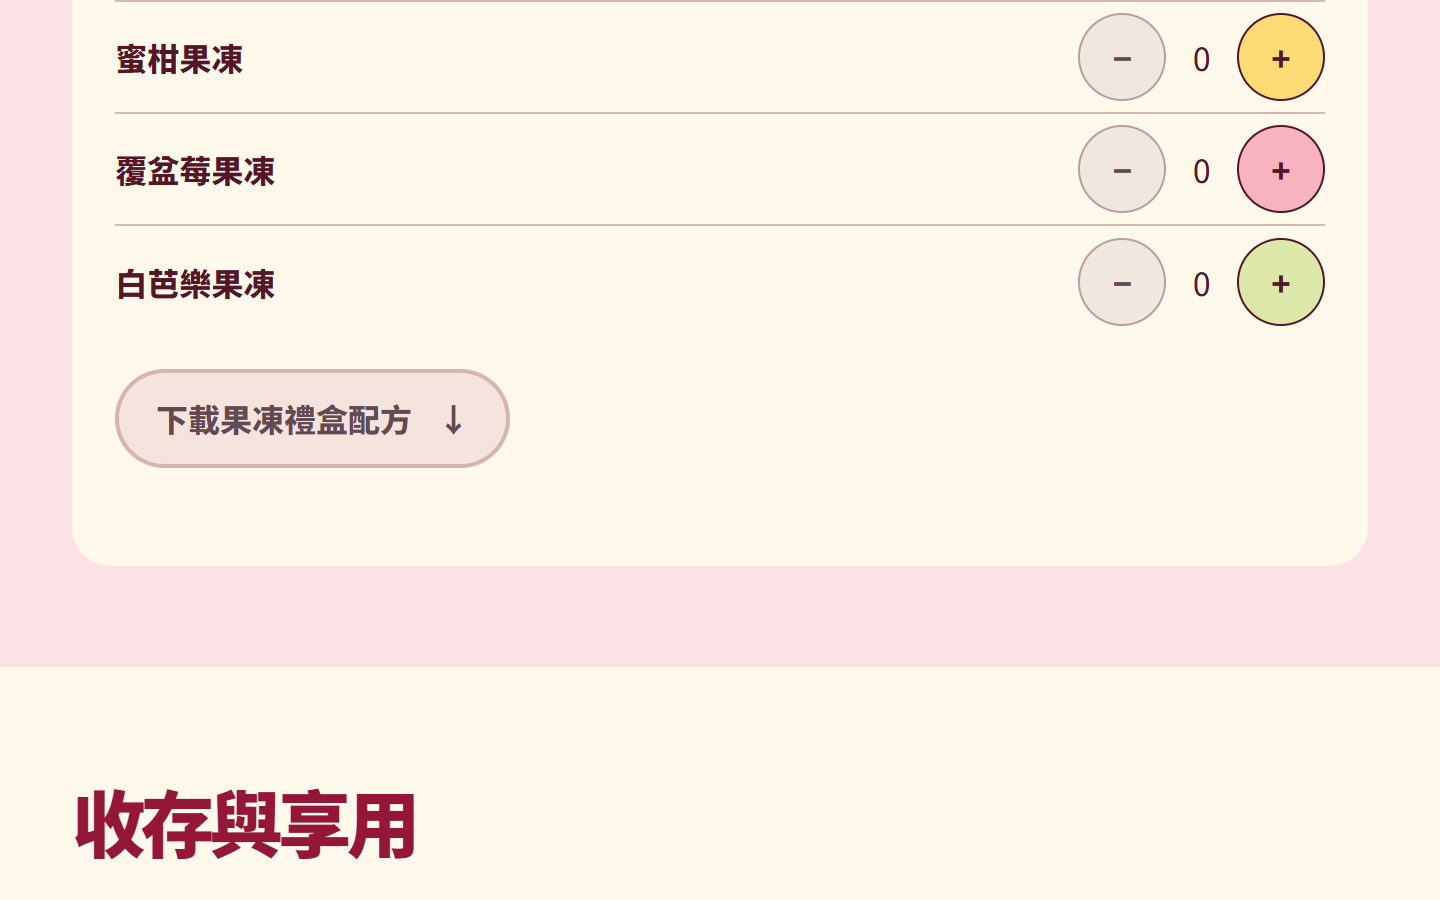 蜜柑果凍 − 0 +
覆盆莓果凍 − 0 +
白芭樂果凍 − 0 +
下載果凍禮盒配方 ↓
收存與享用